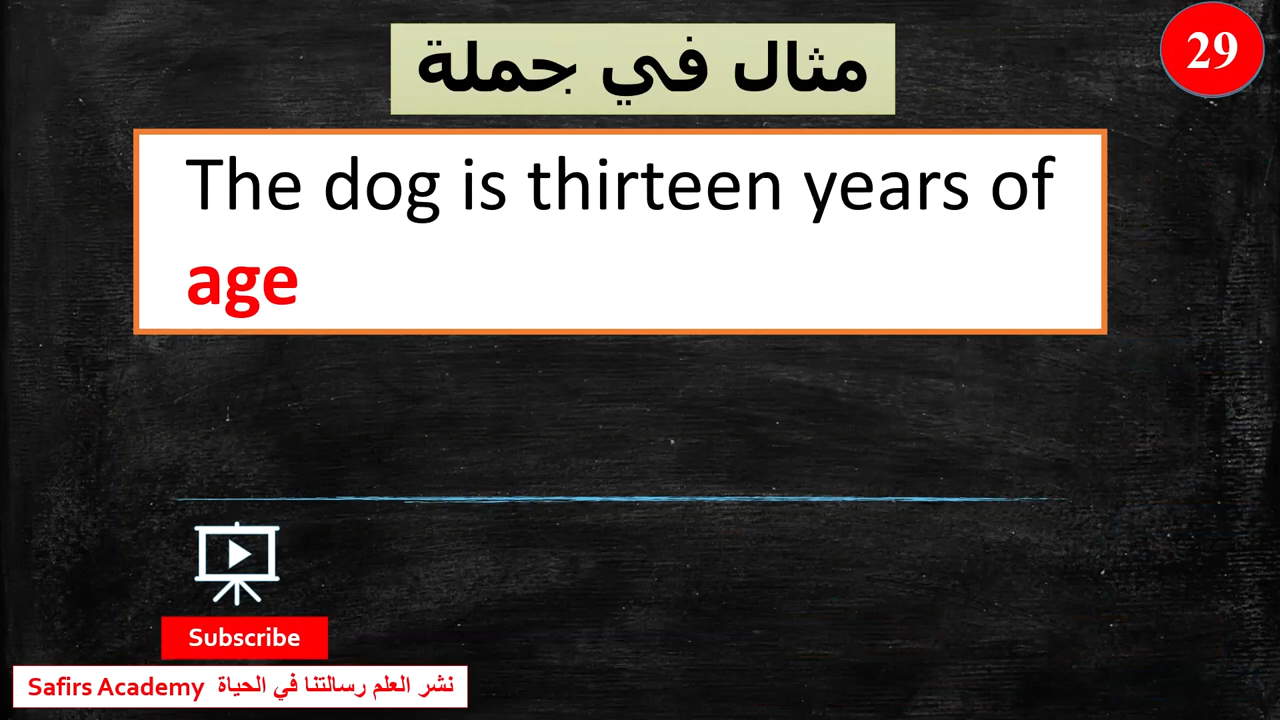 29
مثال في جملة
The dog is thirteen years of
age
Subscribe
Safirs Academy نشر العلم رسالتنا في الحياة